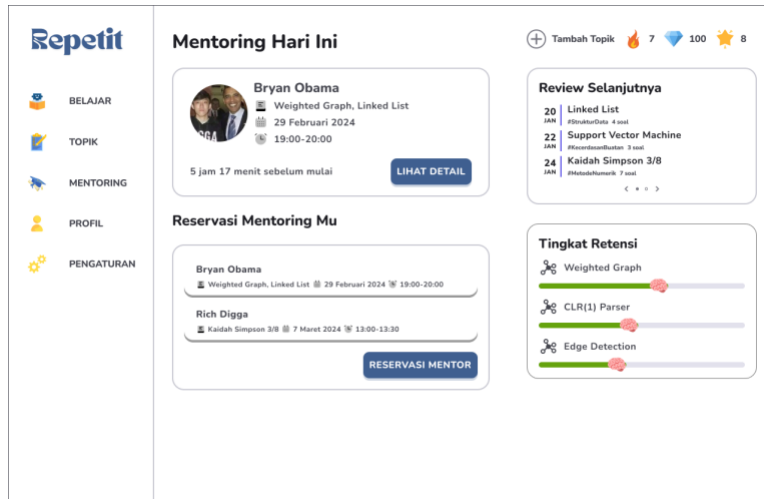 Repetit
BELAJAR
TOPIK
MENTORING
PROFIL
PENGATURAN
Mentoring Hari Ini
Bryan Obama
Weighted Graph, Linked List
29 Februari 2024
19:00-20:00
5 jam 17 menit sebelum mulai
LIHAT DETAIL
Reservasi Mentoring Mu
Bryan Obama
Weighted Graph, Linked List 29 Februari 2024 19:00-20:00
Rich Digga
Kaidah Simpson 3/8 7 Maret 2024 13:00-13:30
RESERVASI MENTOR
Tambah Topik 7 100 8
Review Selanjutnya
20 JAN Linked List
#StrukturData 4 soal
22 JAN Support Vector Machine
#KecerdasanBuatan 3 soal
24 JAN Kaidah Simpson 3/8
#MetodeNumerik 7 soal
Tingkat Retensi
Weighted Graph
CLR(1) Parser
Edge Detection